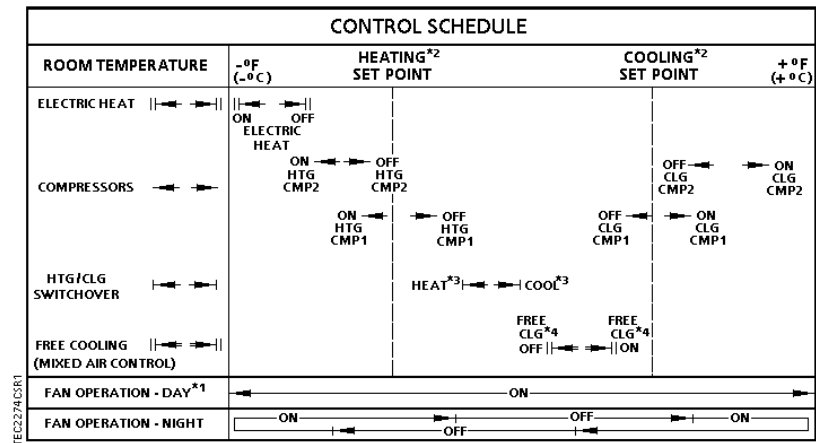 CONTROL SCHEDULE
ROOM TEMPERATURE
-ºF
(-ºC)
HEATING*2
SET POINT
COOLING*2
SET POINT
+ºF
(+ºC)
ELECTRIC HEAT
ON OFF
ELECTRIC
HEAT
COMPRESSORS
ON
HTG
CMP2
OFF
HTG
CMP2
OFF
CLG
CMP2
ON
CLG
CMP2
ON
HTG
CMP1
OFF
HTG
CMP1
OFF
CLG
CMP1
ON
CLG
CMP1
HTG/CLG
SWITCHOVER
HEAT*3 COOL*3
FREE COOLING
(MIXED AIR CONTROL)
FREE
CLG*4
OFF
FREE
CLG*4
ON
FAN OPERATION - DAY*1
ON
FAN OPERATION - NIGHT
ON OFF ON
OFF
TEC2274CSR1